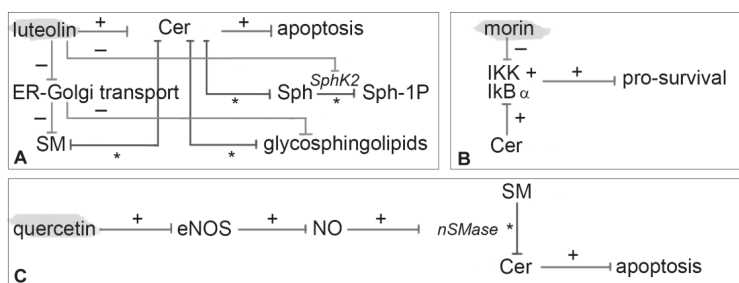 luteolin + Cer + apoptosis
– –
SphK2
ER-Golgi transport Sph * Sph-1P
*
– –
SM * * glycosphingolipids
A
morin
–
IKK + + pro-survival
IkB α
+
Cer
B
SM
quercetin + eNOS + NO + nSMase *
Cer + apoptosis
C